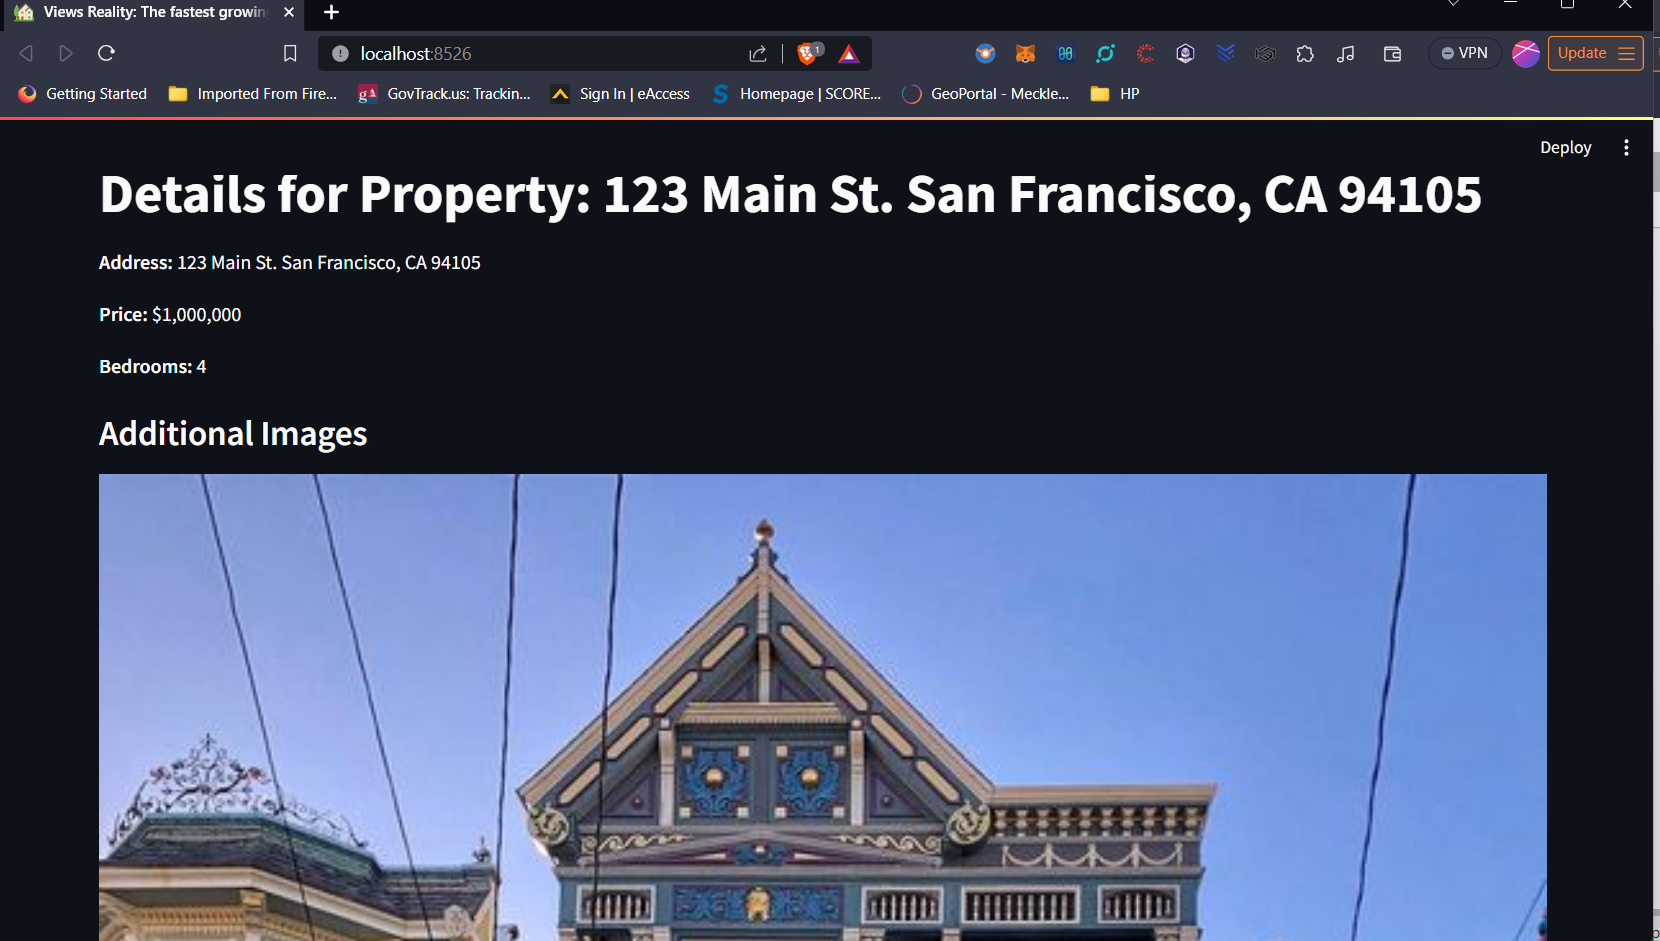 Views Reality: The fastest growin
localhost:8526
1
VPN
Update
Getting Started
Imported From Fire...
GovTrack.us: Trackin...
Sign In | eAccess
Homepage | SCORE...
GeoPortal - Meckle...
HP
Deploy
Details for Property: 123 Main St. San Francisco, CA 94105
Address: 123 Main St. San Francisco, CA 94105
Price: $1,000,000
Bedrooms: 4
Additional Images